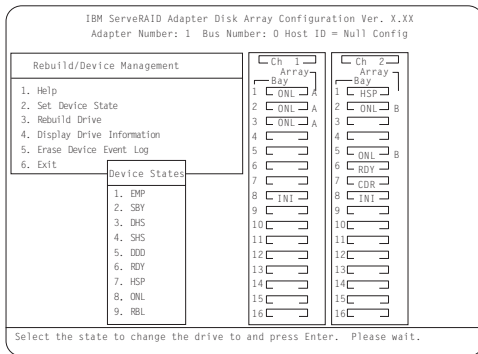 IBM ServeRAID Adapter Disk Array Configuration Ver. X.XX
Adapter Number: 1 Bus Number: 0 Host ID = Null Config
Rebuild/Device Management
1. Help
2. Set Device State
3. Rebuild Drive
4. Display Drive Information
5. Erase Device Event Log
6. Exit
Device States
1. EMP
2. SBY
3. DHS
4. SHS
5. DDD
6. RDY
7. HSP
8. ONL
9. RBL
Ch 1
Array
Bay
1 ONL A
2 ONL A
3 ONL A
4
5
6
7
8 INI
9
10
11
12
13
14
15
16
Ch 2
Array
Bay
1 HSP
2 ONL B
3
4
5 ONL B
6 RDY
7 CDR
8 INI
9
10
11
12
13
14
15
16
Select the state to change the drive to and press Enter. Please wait.